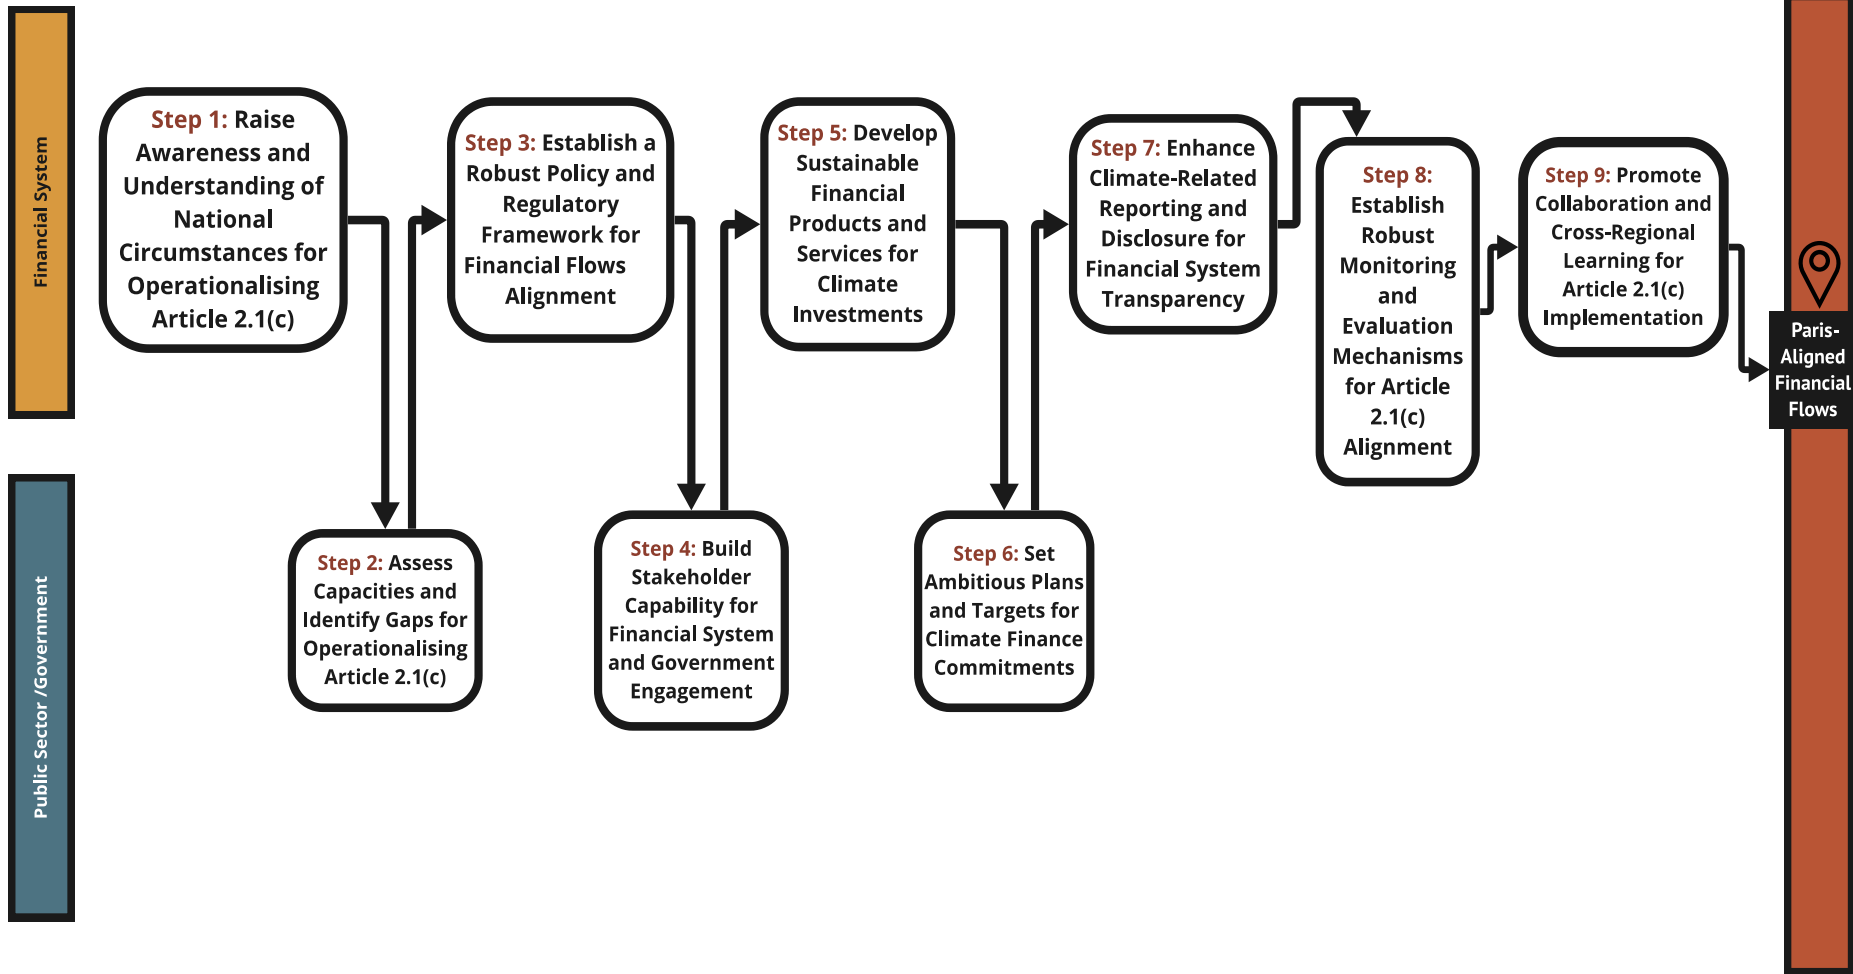 Financial System
Step 1: Raise
Awareness and
Understanding of
National
Circumstances for
Operationalising
Article 2.1(c)
Step 3: Establish a
Robust Policy and
Regulatory
Framework for
Financial Flows
Alignment
Step 5: Develop
Sustainable
Financial
Products and
Services for
Climate
Investments
Step 7: Enhance
Climate-Related
Reporting and
Disclosure for
Financial System
Transparency
Step 8:
Establish
Robust
Monitoring
and
Evaluation
Mechanisms
for Article
2.1(c)
Alignment
Step 9: Promote
Collaboration and
Cross-Regional
Learning for
Article 2.1(c)
Implementation
Paris-
Aligned
Financial
Flows
Public Sector /Government
Step 2: Assess
Capacities and
Identify Gaps for
Operationalising
Article 2.1(c)
Step 4: Build
Stakeholder
Capability for
Financial System
and Government
Engagement
Step 6: Set
Ambitious Plans
and Targets for
Climate Finance
Commitments